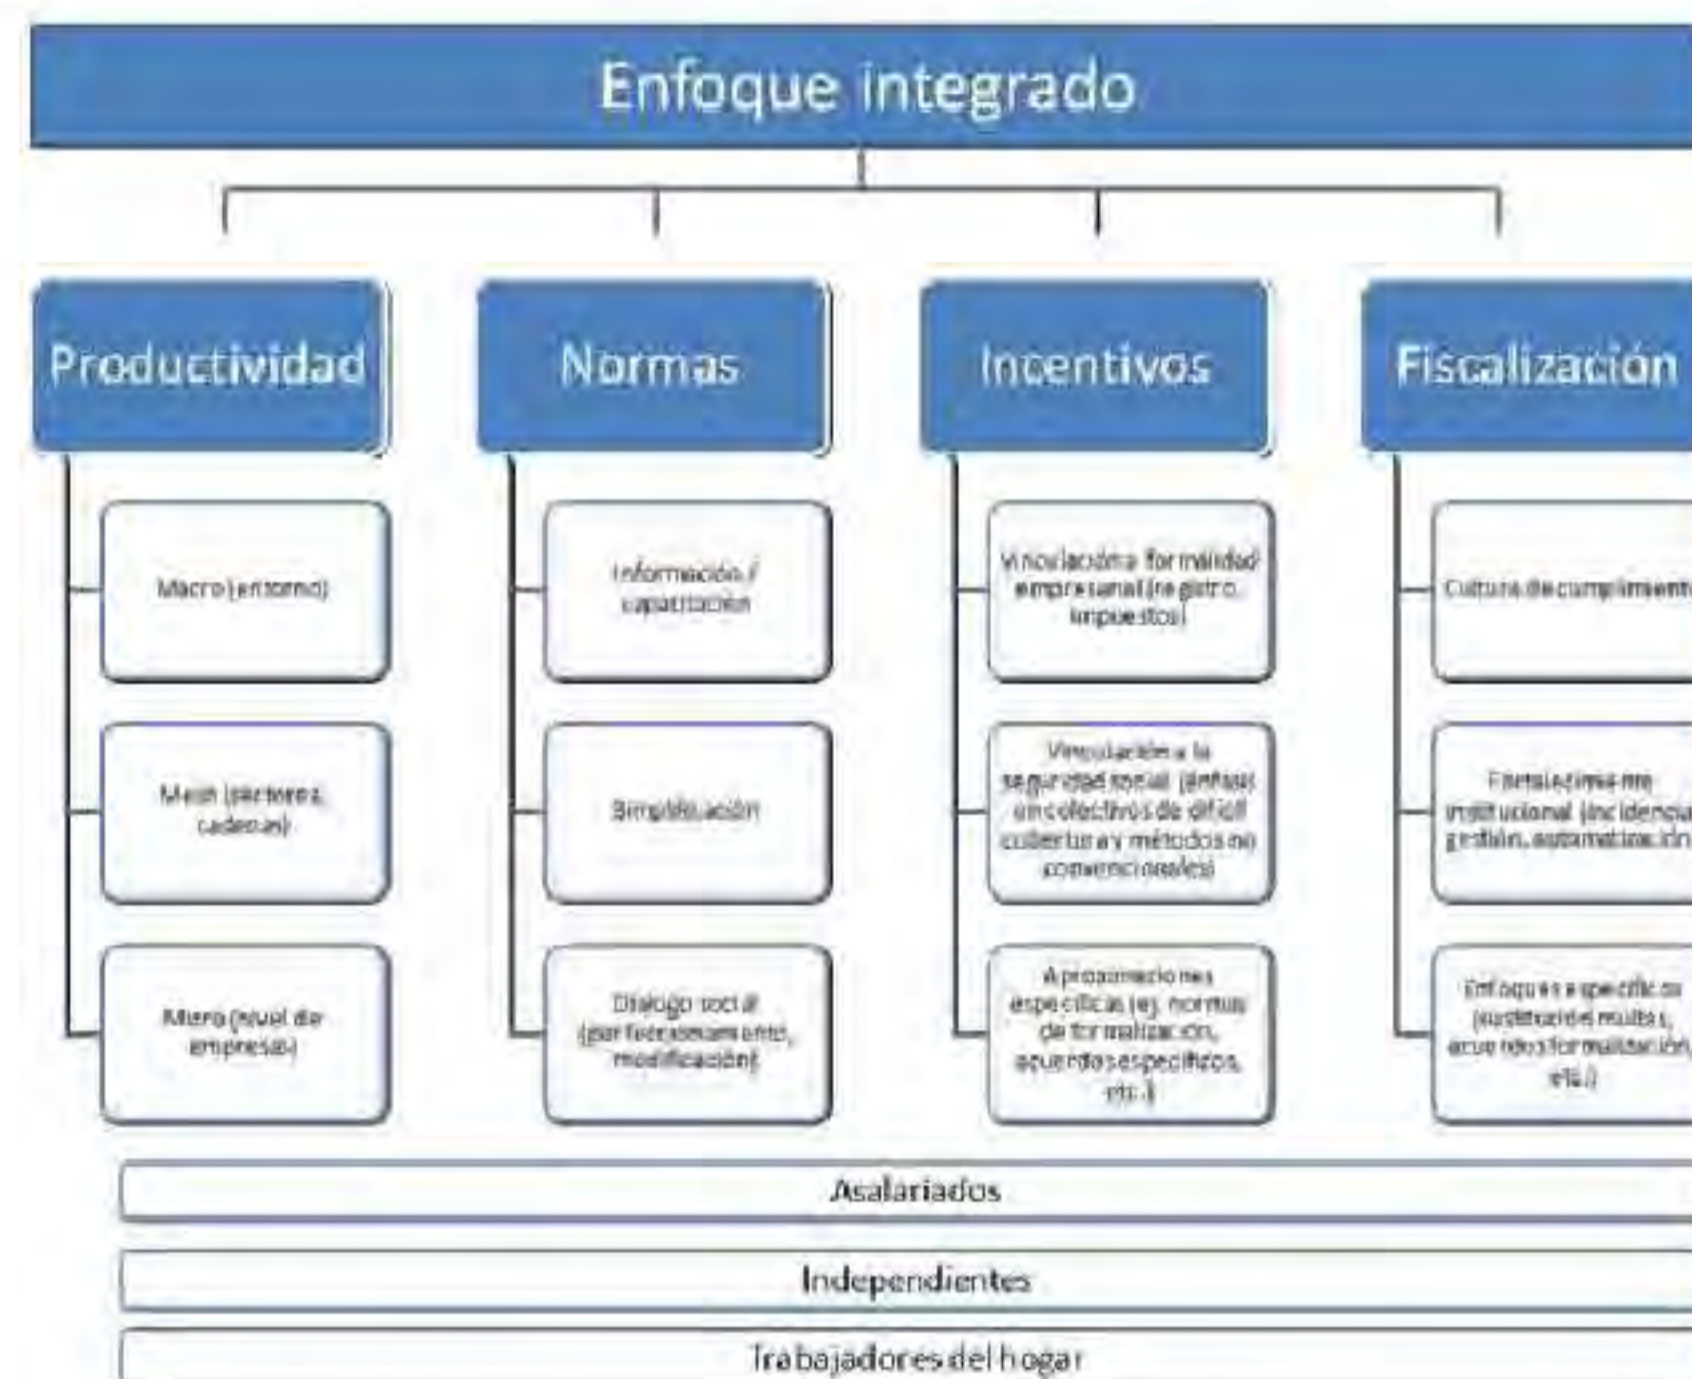 Enfoque integrado
Productividad
Normas
Incentivos
Fiscalización
Macro (entorno)
Meso (sectores,
cadenas)
Micro (nivel de
empresas)
Información /
capacitación
Simplificación
Dialogo social
(perfeccionamiento,
modificación)
Vinculación a formalidad
empresarial (registro,
impuestos)
Vinculación a la
seguridad social (énfasis
en colectivos de difícil
cobertura y métodos no
convencionales)
Aproximaciones
específicas (ej. normas
de formalización,
acuerdos específicos,
etc.)
Cultura de cumplimiento
Fortalecimiento
institucional (incidencia
gestión, automatización
Enfoques específicos
(sustitución multas,
acuerdos formalización,
etc.)
Asalariados
Independientes
Trabajadores del hogar